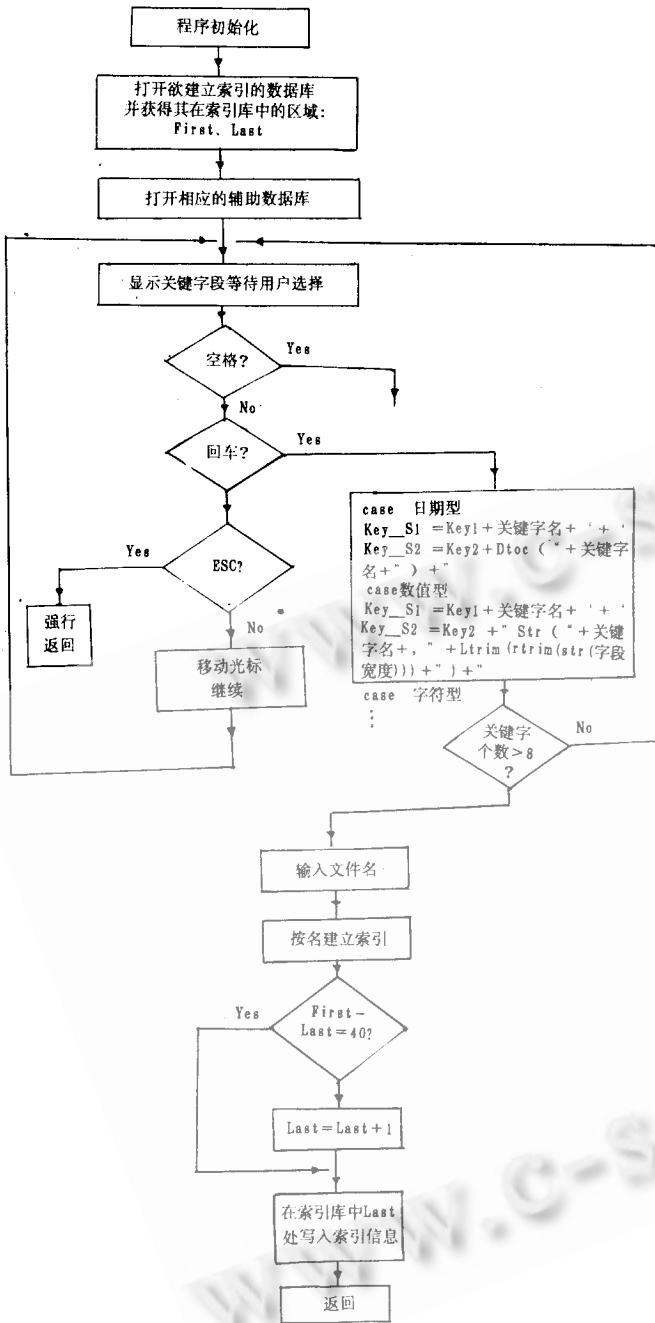 程序初始化
打开欲建立索引的数据库
并获得其在索引库中的区域:
First、Last
打开相应的辅助数据库
显示关键字段等待用户选择
空格?
Yes
No
回车?
Yes
case 日期型
Key__S1 =Key1+关键字名+ ' + '
Key__S2 =Key2+Dtoc ( "+关键字
名+" ) +"
case数值型
Key__S1 =Key1+关键字名+ ' + '
Key__S2 =Key2 +" Str ( "+关键
字名+, " +Ltrim(rtrim(str(字段
宽度))) +" ) +"
case 字符型
⋮
ESC?
Yes
No
强行
返回
移动光标
继续
关键字
个数>8
?
No
输入文件名
按名建立索引
First-
Last=40?
Yes
Last=Last+1
在索引库中Last
处写入索引信息
返回
www.c-s
www.c-s